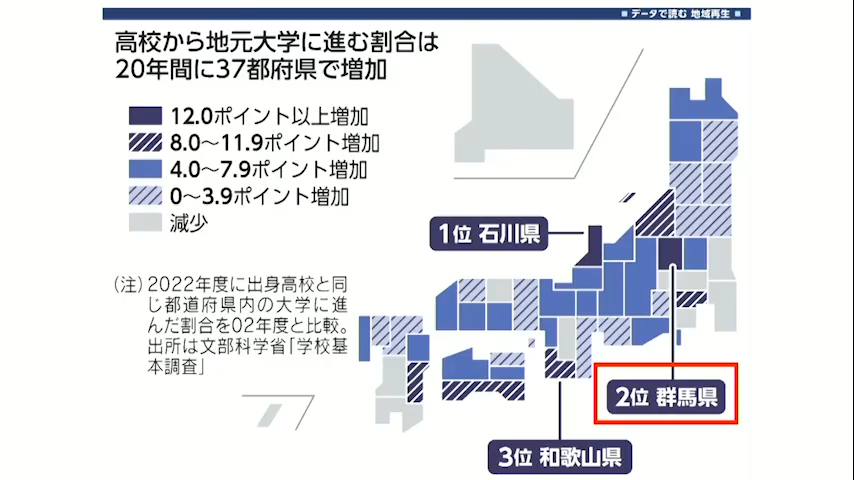 データで読む 地域再生
高校から地元大学に進む割合は
20年間に37都府県で増加
12.0ポイント以上増加
8.0～11.9ポイント増加
4.0～7.9ポイント増加
0～3.9ポイント増加
減少
1位 石川県
(注) 2022年度に出身高校と同
じ都道府県内の大学に進
んだ割合を02年度と比較。
出所は文部科学省「学校基
本調査」
2位 群馬県
3位 和歌山県